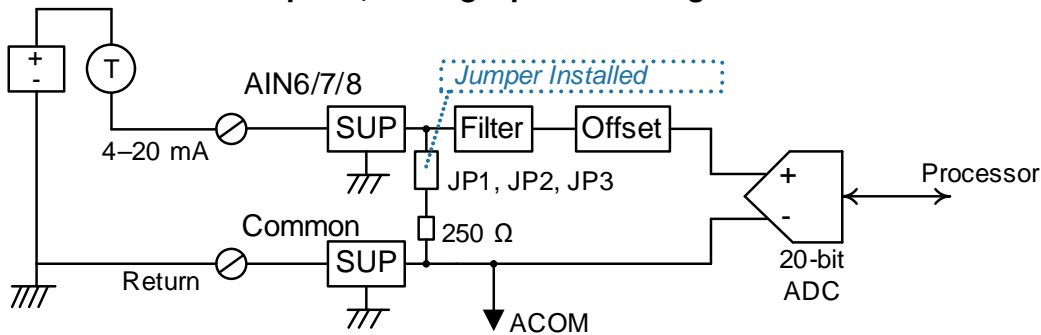 +
-
T
AIN6/7/8
Jumper Installed
4–20 mA
SUP
Filter
Offset
JP1, JP2, JP3
+
-
Processor
Common
250 Ω
Return
SUP
20-bit
ADC
ACOM